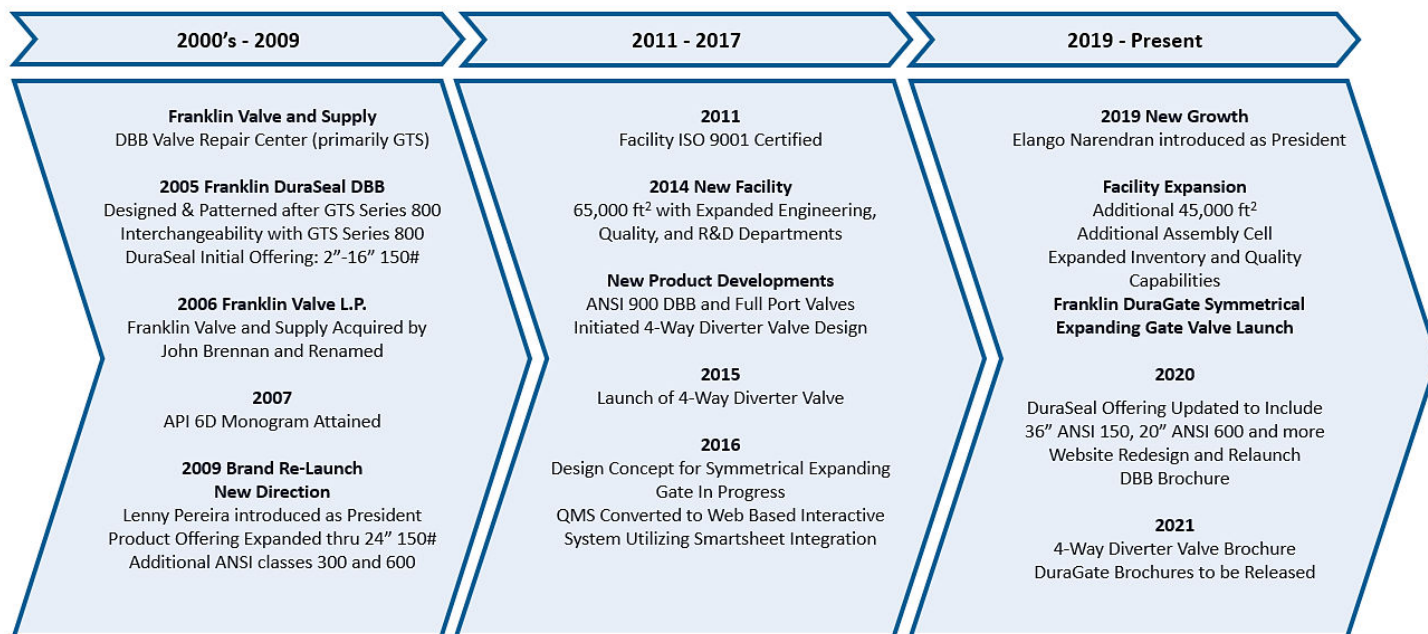 2000’s - 2009
Franklin Valve and Supply
DBB Valve Repair Center (primarily GTS)
2005 Franklin DuraSeal DBB
Designed & Patterned after GTS Series 800
Interchangeability with GTS Series 800
DuraSeal Initial Offering: 2”-16” 150#
2006 Franklin Valve L.P.
Franklin Valve and Supply Acquired by
John Brennan and Renamed
2007
API 6D Monogram Attained
2009 Brand Re-Launch
New Direction
Lenny Pereira introduced as President
Product Offering Expanded thru 24” 150#
Additional ANSI classes 300 and 600
2011 - 2017
2011
Facility ISO 9001 Certified
2014 New Facility
65,000 ft² with Expanded Engineering,
Quality, and R&D Departments
New Product Developments
ANSI 900 DBB and Full Port Valves
Initiated 4-Way Diverter Valve Design
2015
Launch of 4-Way Diverter Valve
2016
Design Concept for Symmetrical Expanding
Gate In Progress
QMS Converted to Web Based Interactive
System Utilizing Smartsheet Integration
2019 - Present
2019 New Growth
Elango Narendran introduced as President
Facility Expansion
Additional 45,000 ft²
Additional Assembly Cell
Expanded Inventory and Quality
Capabilities
Franklin DuraGate Symmetrical
Expanding Gate Valve Launch
2020
DuraSeal Offering Updated to Include
36” ANSI 150, 20” ANSI 600 and more
Website Redesign and Relaunch
DBB Brochure
2021
4-Way Diverter Valve Brochure
DuraGate Brochures to be Released